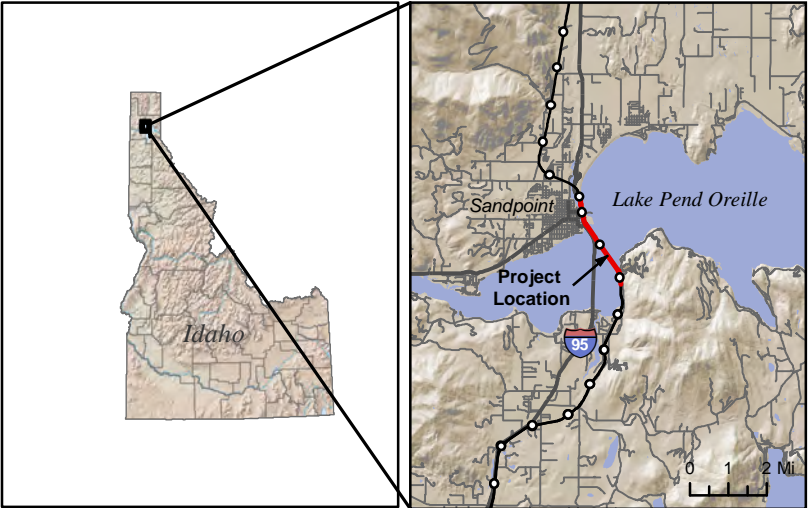 Idaho
Sandpoint
Lake Pend Oreille
Project
Location
95
0 1 2 Mi